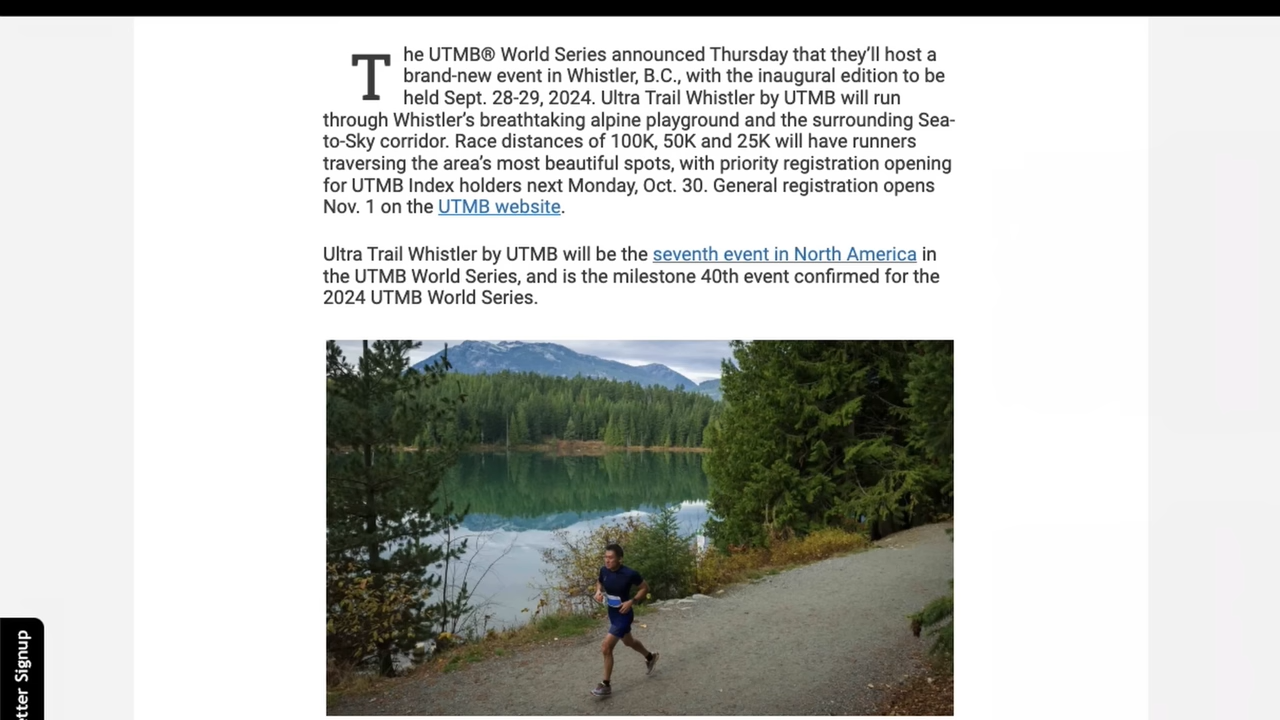 The UTMB® World Series announced Thursday that they’ll host a
brand-new event in Whistler, B.C., with the inaugural edition to be
held Sept. 28-29, 2024. Ultra Trail Whistler by UTMB will run
through Whistler’s breathtaking alpine playground and the surrounding Sea-
to-Sky corridor. Race distances of 100K, 50K and 25K will have runners
traversing the area’s most beautiful spots, with priority registration opening
for UTMB Index holders next Monday, Oct. 30. General registration opens
Nov. 1 on the UTMB website.
Ultra Trail Whistler by UTMB will be the seventh event in North America in
the UTMB World Series, and is the milestone 40th event confirmed for the
2024 UTMB World Series.
etter Signup